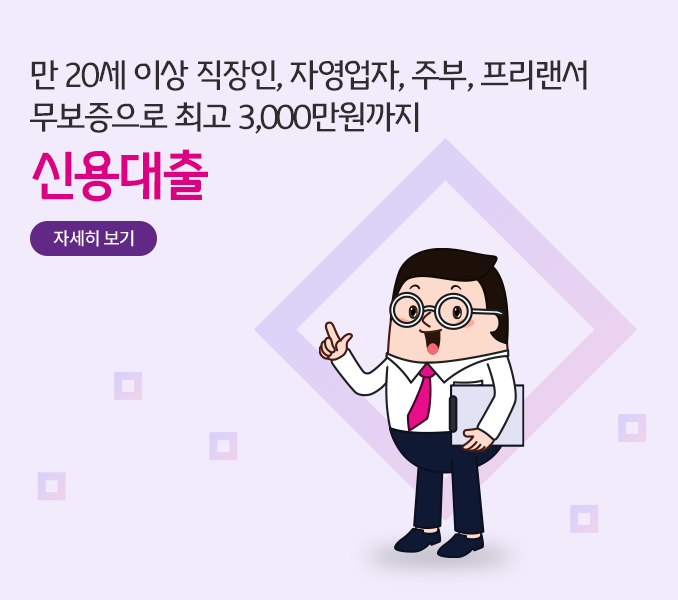 만 20세 이상 직장인, 자영업자, 주부, 프리랜서
무보증으로 최고 3,000만원까지
신용대출
자세히 보기